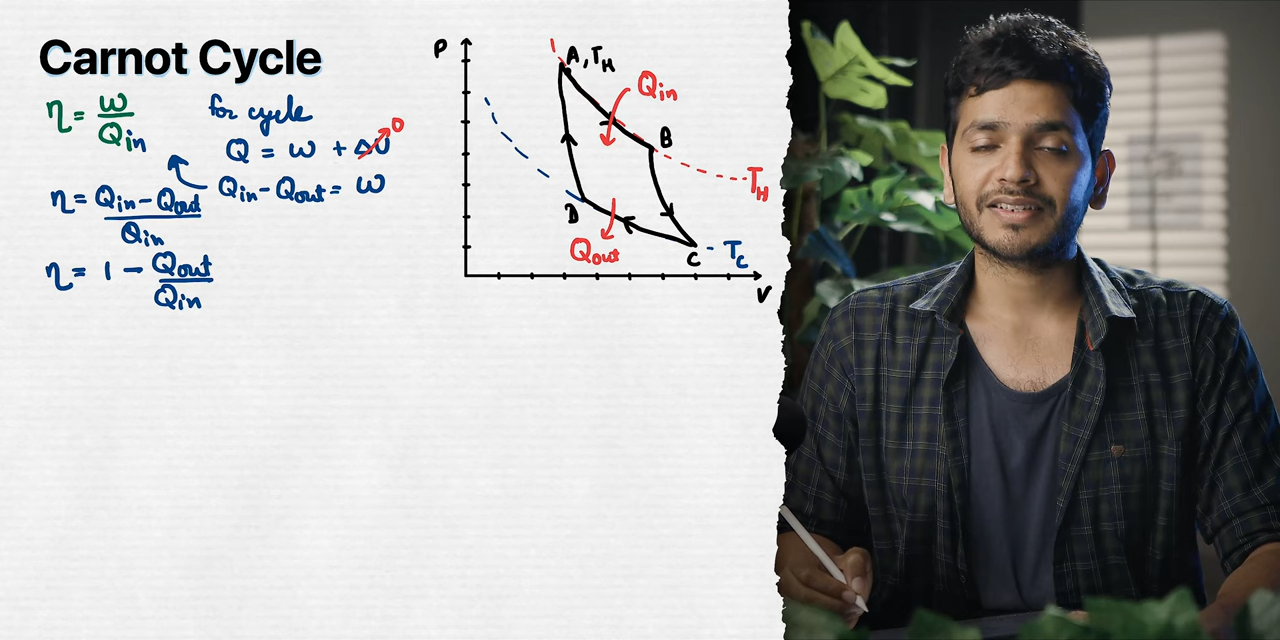 Carnot Cycle
η = W/Qin
for cycle
Q = W + ΔU → 0
Qin - Qout = W
η = (Qin - Qout)/Qin
η = 1 - Qout/Qin
P
A, TH
Qin
B
TH
D
Qout
C
TC
V